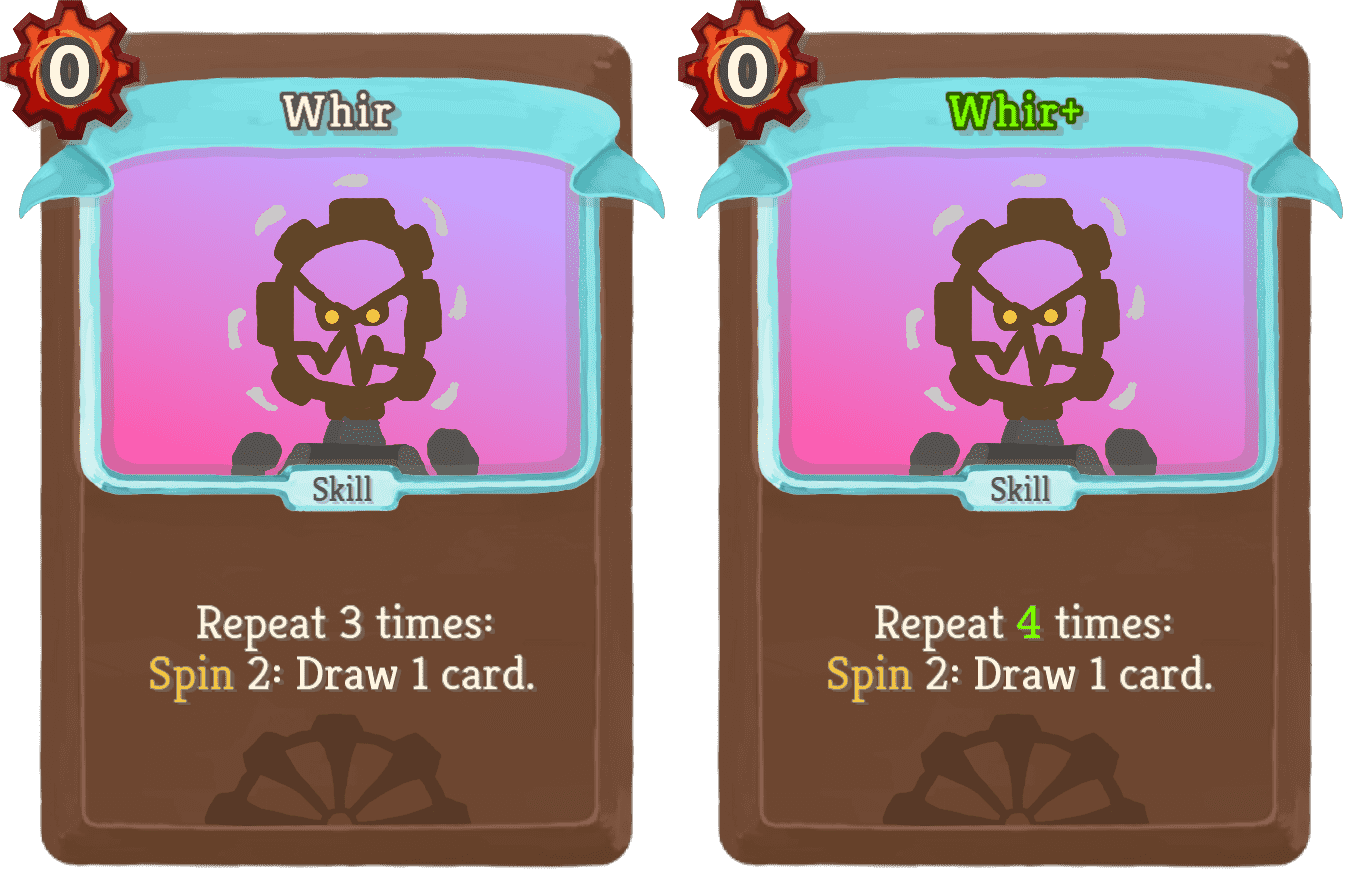 0
Whir
Skill
Repeat 3 times:
Spin 2: Draw 1 card.
0
Whir+
Skill
Repeat 4 times:
Spin 2: Draw 1 card.